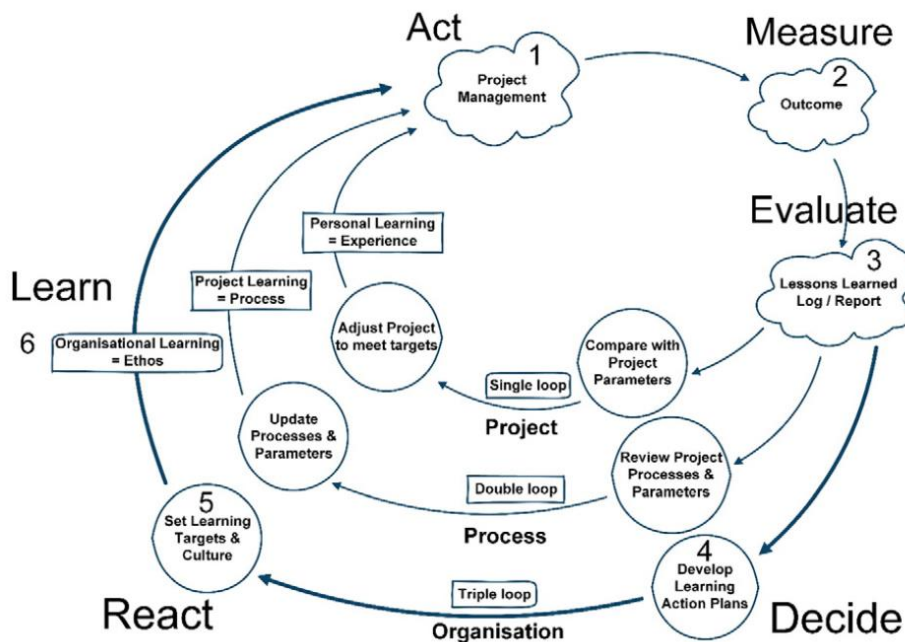 Act
1
Project
Management
Measure
2
Outcome
Evaluate
3
Lessons Learned
Log / Report
Personal Learning
= Experience
Project Learning
= Process
Learn
6
Organisational Learning
= Ethos
Adjust Project
to meet targets
Compare with
Project
Parameters
Single loop
Project
Update
Processes &
Parameters
Review Project
Processes &
Parameters
Double loop
Process
5
Set Learning
Targets &
Culture
React
4
Develop
Learning
Action Plans
Decide
Triple loop
Organisation